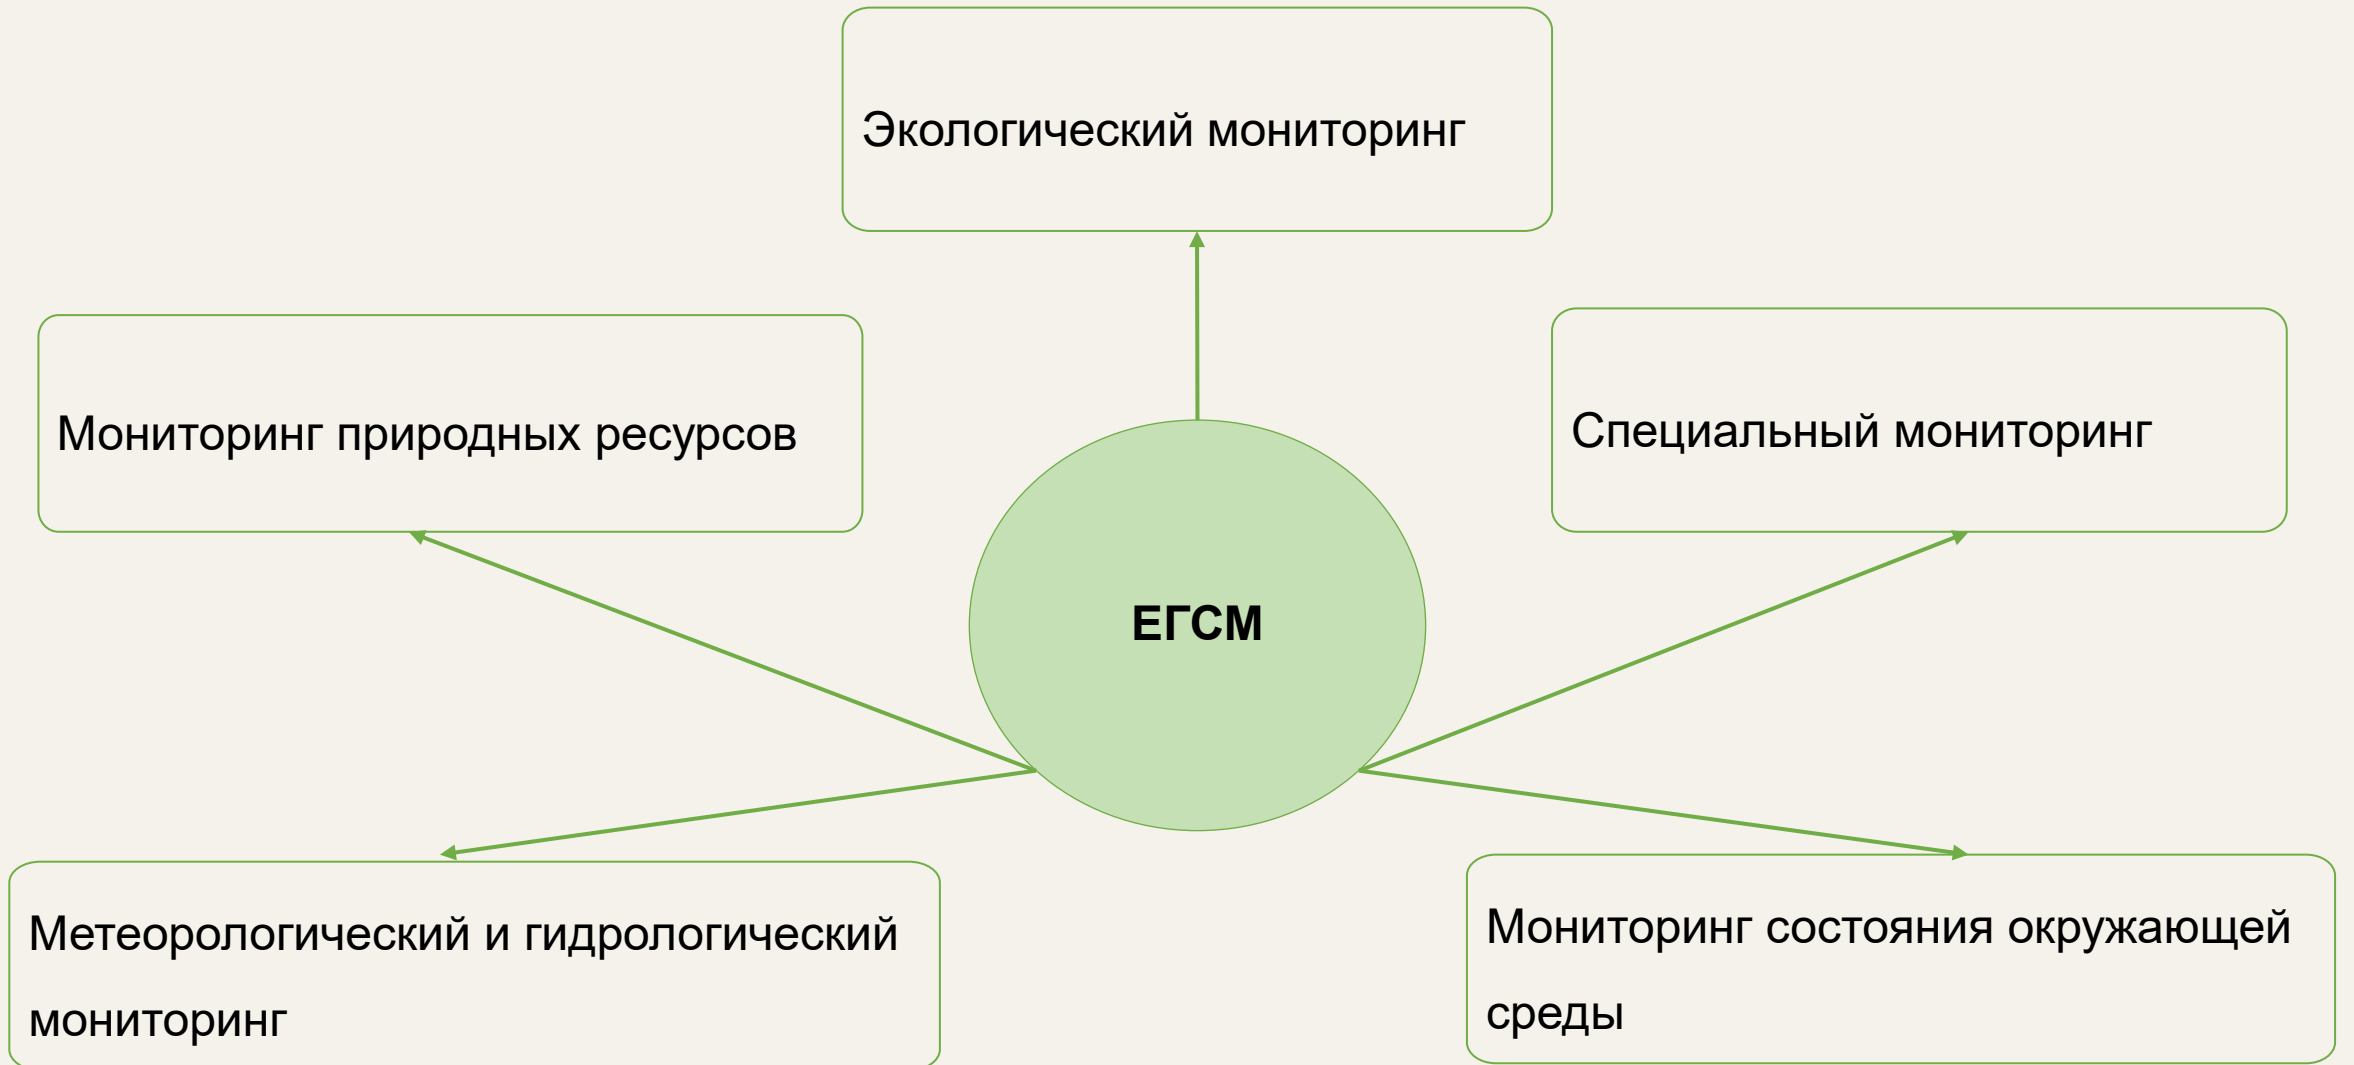 Экологический мониторинг
Мониторинг природных ресурсов
Специальный мониторинг
ЕГСМ
Метеорологический и гидрологический
мониторинг
Мониторинг состояния окружающей
среды